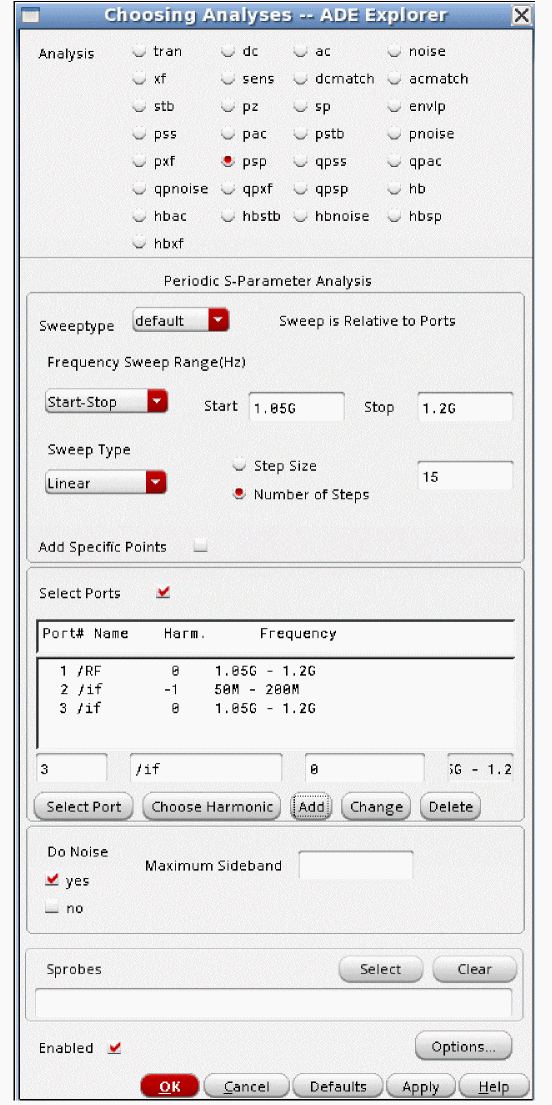 Choosing Analyses -- ADE Explorer
Analysis tran dc ac noise
xf sens dcmatch acmatch
stb pz sp envlp
pss pac pstb pnoise
pxf psp qpss qpac
qpnoise qpxf qpsp hb
hbac hbstb hbnoise hbsp
hbxf
Periodic S-Parameter Analysis
Sweeptype default Sweep is Relative to Ports
Frequency Sweep Range(Hz)
Start-Stop Start 1.05G Stop 1.2G
Sweep Type
Linear Step Size 15
Number of Steps
Add Specific Points
Select Ports
Port# Name Harm. Frequency
1 /RF 0 1.05G - 1.2G
2 /if -1 50M - 200M
3 /if 0 1.05G - 1.2G
3 /if 0 5G - 1.2
Select Port Choose Harmonic Add Change Delete
Do Noise
yes Maximum Sideband
no
Sprobes Select Clear
Enabled Options...
OK Cancel Defaults Apply Help